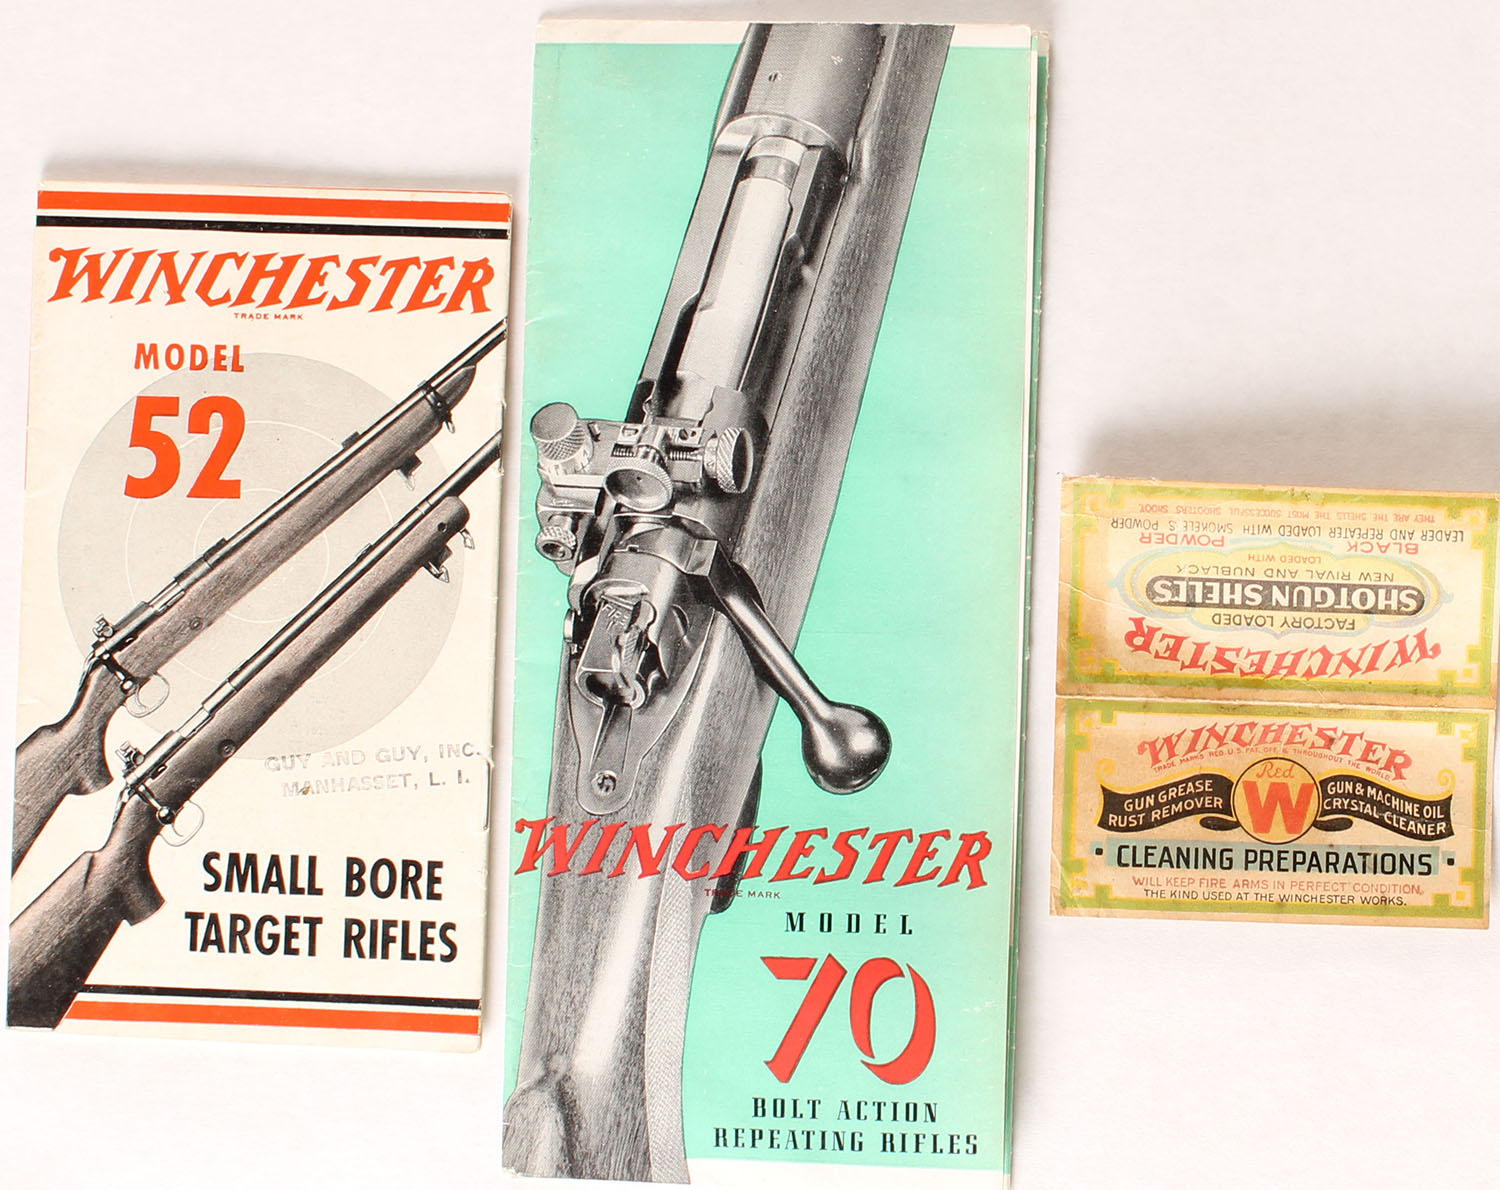 WINCHESTER
TRADE MARK
MODEL
52
GUY AND GUY, INC.
MANHASSET, L. I.
SMALL BORE
TARGET RIFLES
WINCHESTER
TRADE MARK
MODEL
70
BOLT ACTION
REPEATING RIFLES
WINCHESTER
FACTORY LOADED
SHOTGUN SHELLS
NEW RIVAL AND NUBLACK
LOADED WITH
BLACK POWDER
LEADER AND REPEATER LOADED WITH SMOKELESS POWDER
THEY ARE THE SHELLS THE MOST SUCCESSFUL SHOOTERS SHOOT.
WINCHESTER
TRADE MARKS REG. U.S. PAT. OFF. & THROUGHOUT THE WORLD.
Red
W
GUN GREASE
RUST REMOVER
GUN & MACHINE OIL
CRYSTAL CLEANER
· CLEANING PREPARATIONS ·
WILL KEEP FIRE ARMS IN PERFECT CONDITION,
THE KIND USED AT THE WINCHESTER WORKS.